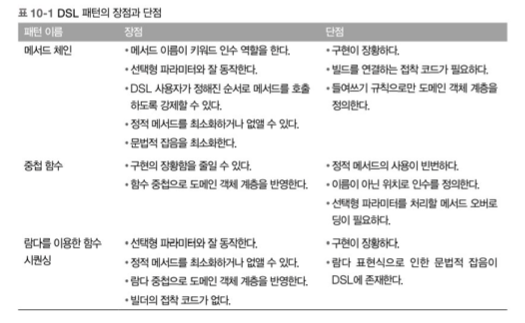 표 10-1 DSL 패턴의 장점과 단점
패턴 이름 장점 단점
메서드 체인
• 메서드 이름이 키워드 인수 역할을 한다.
• 선택형 파라미터와 잘 동작한다.
• DSL 사용자가 정해진 순서로 메서드를 호출
하도록 강제할 수 있다.
• 정적 메서드를 최소화하거나 없앨 수 있다.
• 문법적 잡음을 최소화한다.
• 구현이 장황하다.
• 빌드를 연결하는 접착 코드가 필요하다.
• 들여쓰기 규칙으로만 도메인 객체 계층을
정의한다.
중첩 함수
• 구현의 장황함을 줄일 수 있다.
• 함수 중첩으로 도메인 객체 계층을 반영한다.
• 정적 메서드의 사용이 빈번하다.
• 이름이 아닌 위치로 인수를 정의한다.
• 선택형 파라미터를 처리할 메서드 오버로
딩이 필요하다.
람다를 이용한 함수
시퀀싱
• 선택형 파라미터와 잘 동작한다.
• 정적 메서드를 최소화하거나 없앨 수 있다.
• 람다 중첩으로 도메인 객체 계층을 반영한다.
• 빌더의 접착 코드가 없다.
• 구현이 장황하다.
• 람다 표현식으로 인한 문법적 잡음이
DSL에 존재한다.